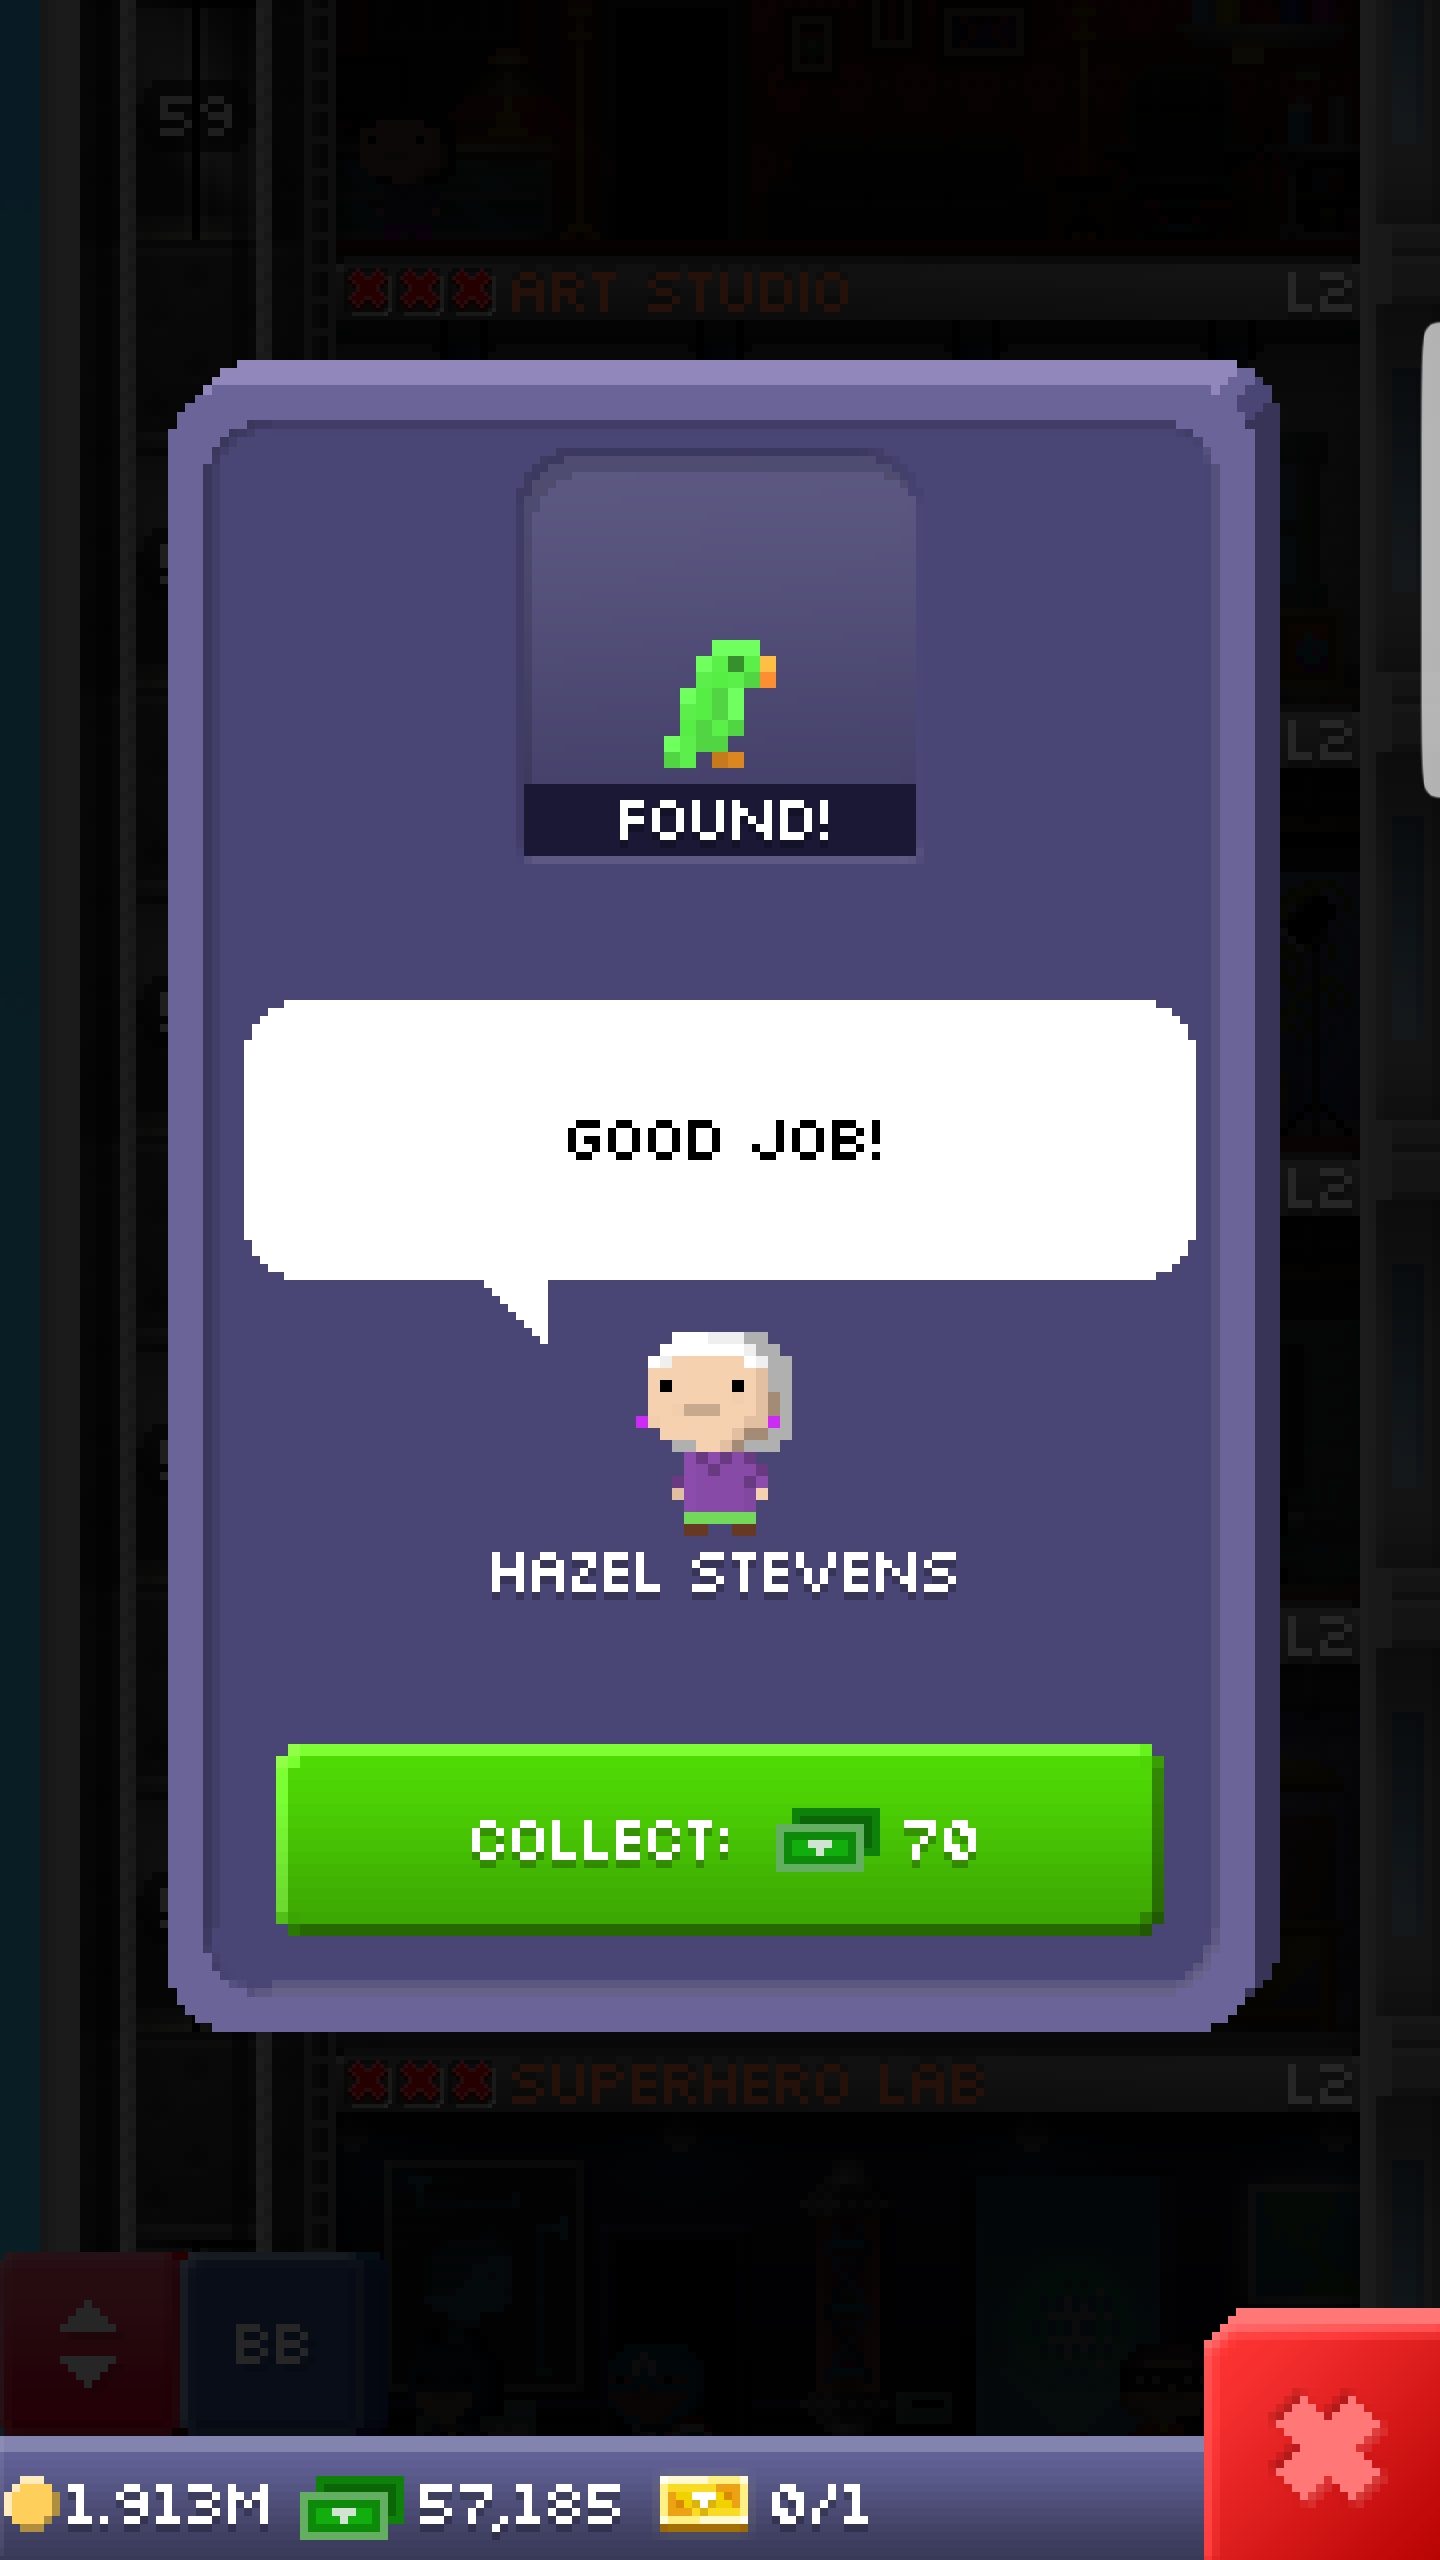 59
ART STUDIO L2
FOUND!
L2
GOOD JOB!
L2
HAZEL STEVENS
L2
COLLECT: 70
SUPERHERO LAB L2
BB
1.913M 57,185 0/1